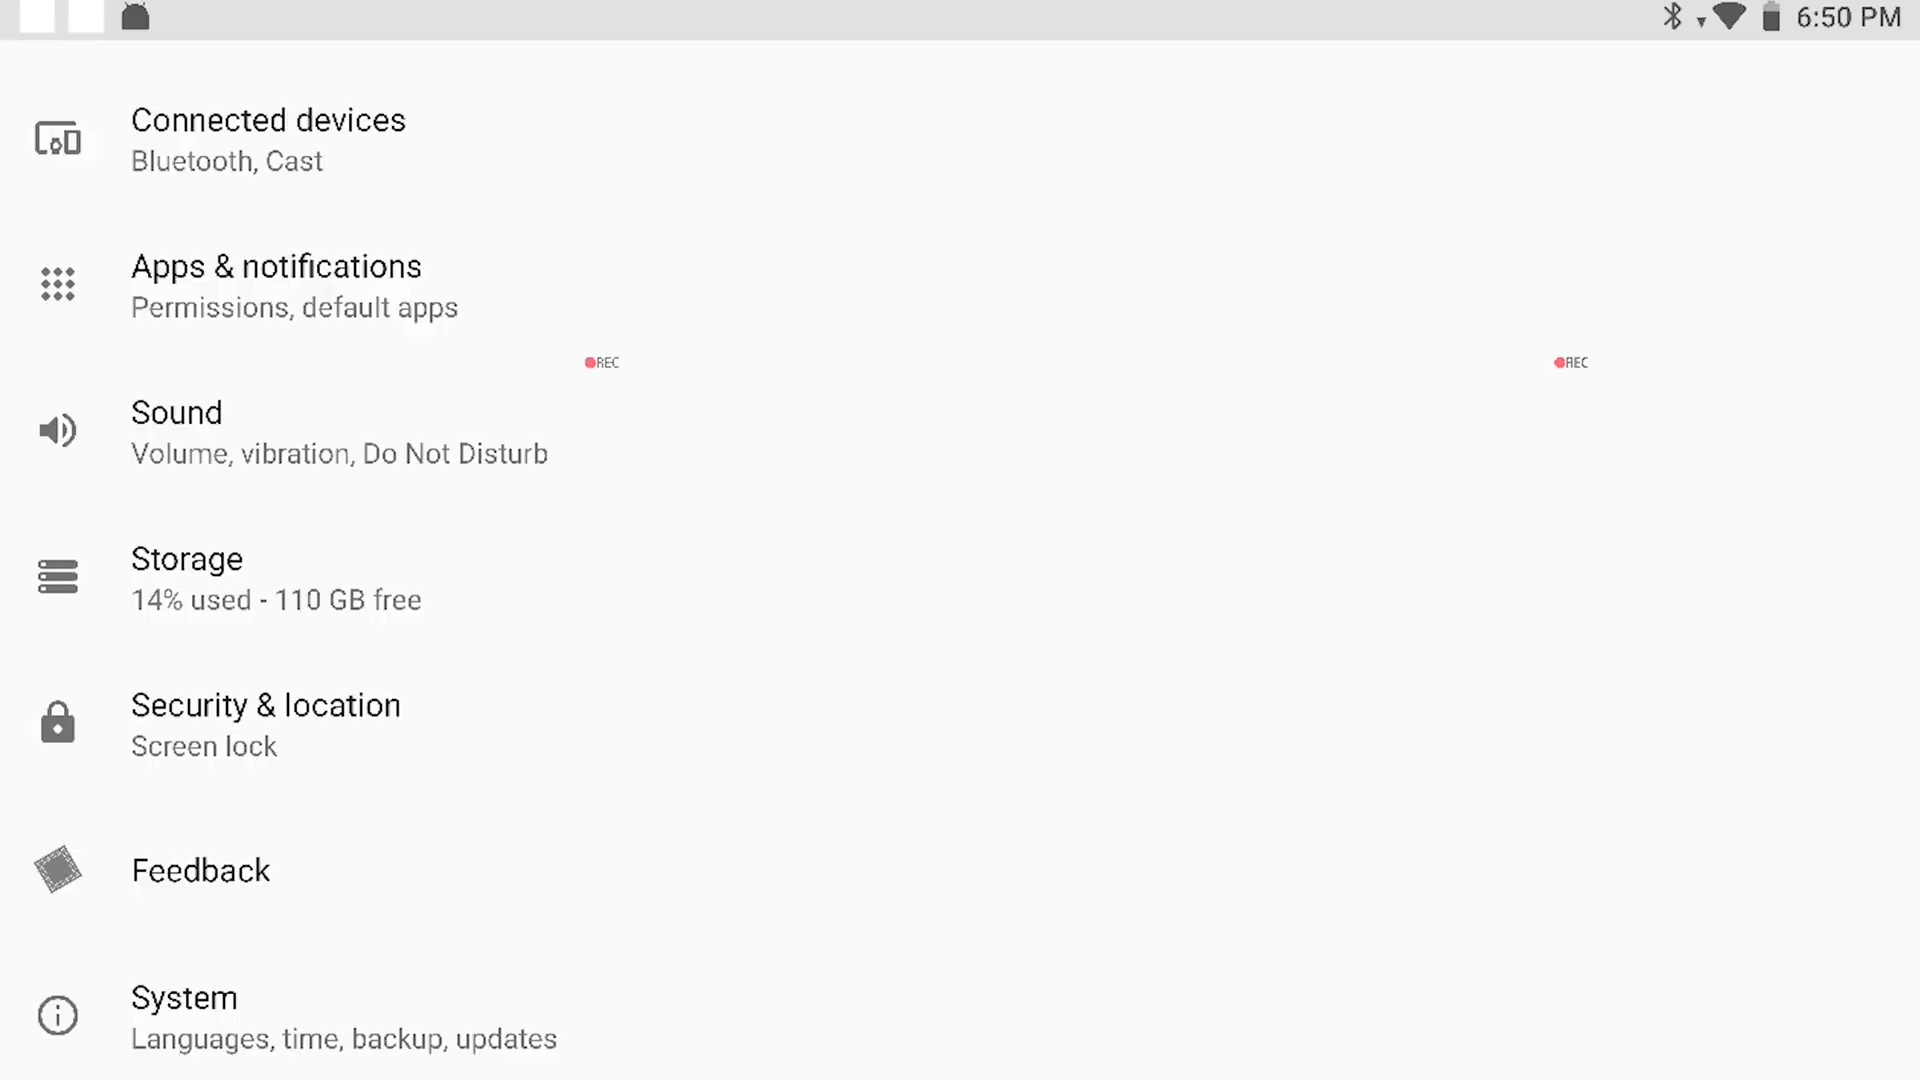 6:50 PM
Connected devices
Bluetooth, Cast
Apps & notifications
Permissions, default apps
REC
REC
Sound
Volume, vibration, Do Not Disturb
Storage
14% used - 110 GB free
Security & location
Screen lock
Feedback
System
Languages, time, backup, updates